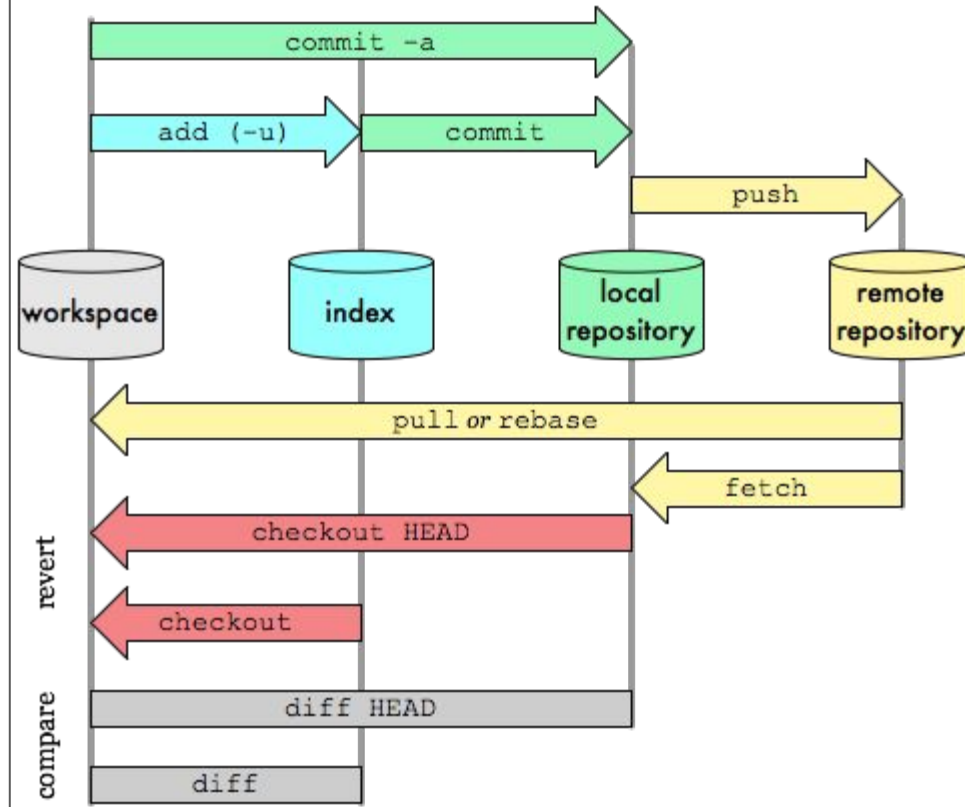 commit -a
add (-u)
commit
push
workspace
index
local
repository
remote
repository
pull or rebase
fetch
revert
checkout HEAD
checkout
compare
diff HEAD
diff